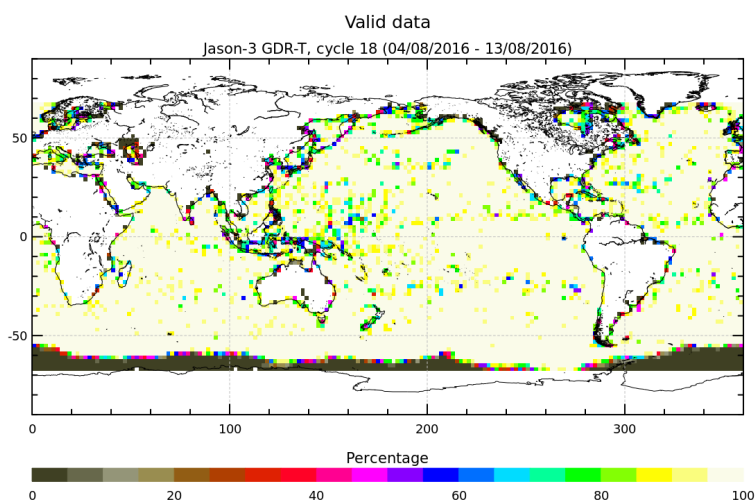 Valid data
Jason-3 GDR-T, cycle 18 (04/08/2016 - 13/08/2016)
50
0
-50
0 100 200 300
Percentage
0 20 40 60 80 100